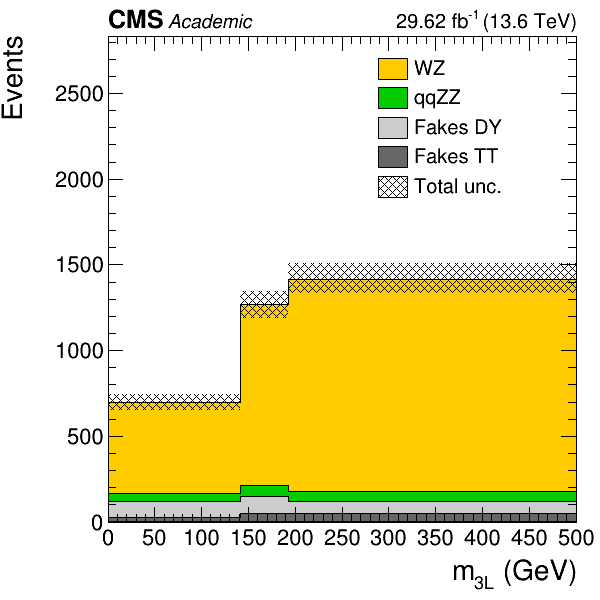 CMS Academic 29.62 fb⁻¹ (13.6 TeV)
Events
WZ
qqZZ
Fakes DY
Fakes TT
Total unc.
2500
2000
1500
1000
500
0
0 50 100 150 200 250 300 350 400 450 500
m₃L (GeV)